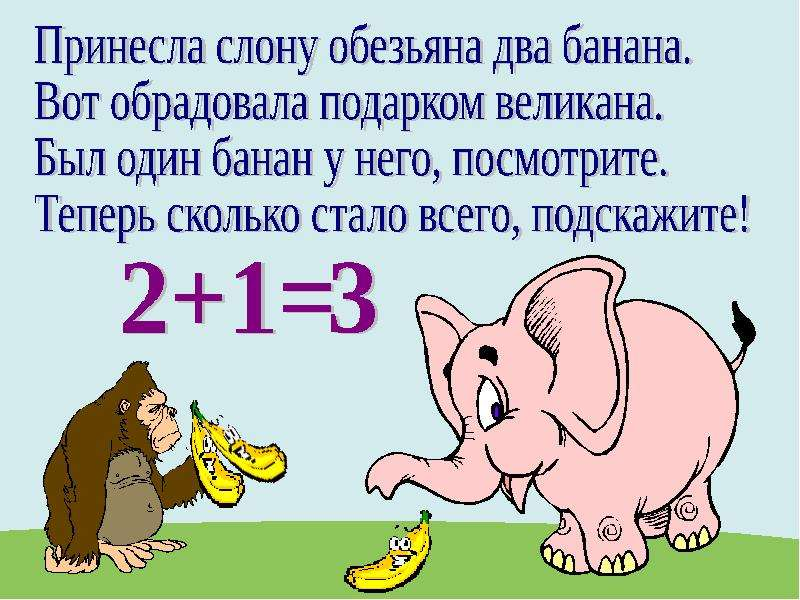 Принесла слону обезьяна два банана.
Вот обрадовала подарком великана.
Был один банан у него, посмотрите.
Теперь сколько стало всего, подскажите!
2+1=3